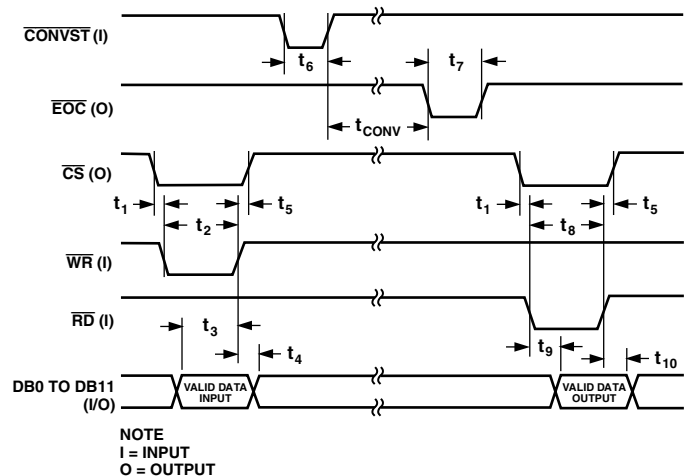 CONVST (I)
t6
t7
EOC (O)
tCONV
CS (O)
t1
t2
t5
t1
t8
t5
WR (I)
RD (I)
t3
t4
t9
t10
DB0 TO DB11
(I/O)
VALID DATA
INPUT
VALID DATA
OUTPUT
NOTE
I = INPUT
O = OUTPUT